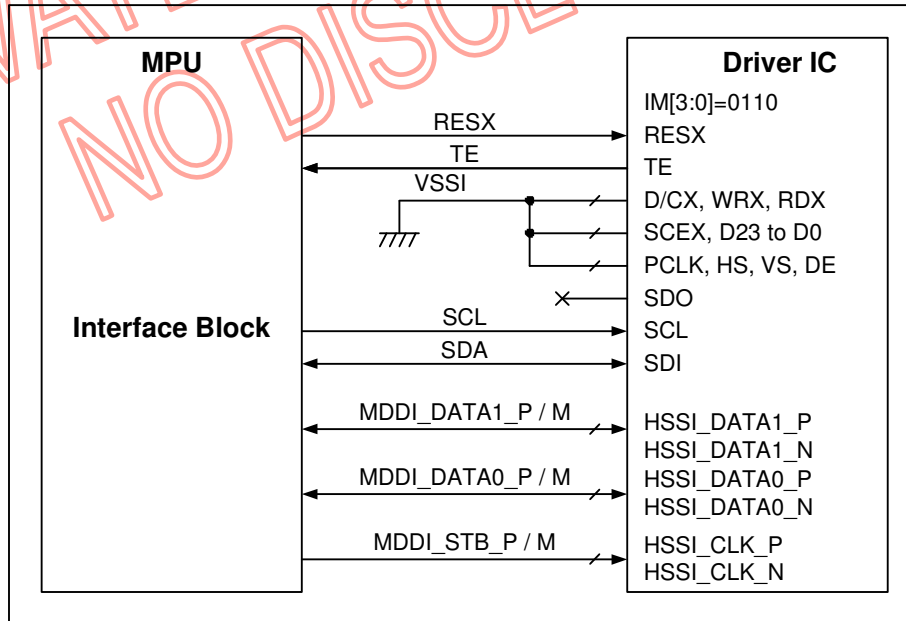 MPU
Driver IC
IM[3:0]=0110
RESX
RESX
TE
TE
VSSI
D/CX, WRX, RDX
SCEX, D23 to D0
PCLK, HS, VS, DE
SDO
Interface Block
SCL
SCL
SDA
SDI
MDDI_DATA1_P / M
HSSI_DATA1_P
HSSI_DATA1_N
MDDI_DATA0_P / M
HSSI_DATA0_P
HSSI_DATA0_N
MDDI_STB_P / M
HSSI_CLK_P
HSSI_CLK_N
NO